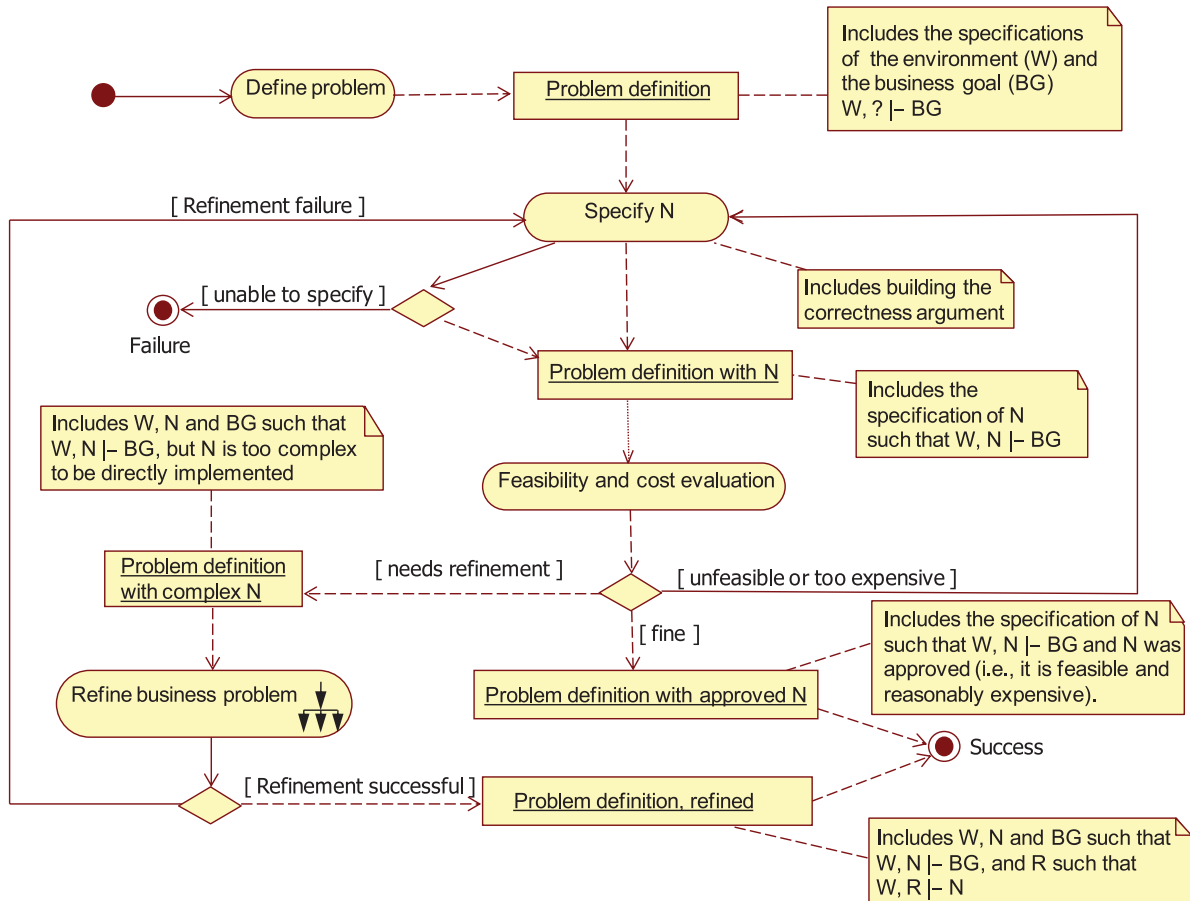 Define problem
Problem definition
Includes the specifications
of the environment (W) and
the business goal (BG)
W, ? |– BG
[ Refinement failure ]
Specify N
[ unable to specify ]
Failure
Includes building the
correctness argument
Problem definition with N
Includes the
specification of N
such that W, N |– BG
Includes W, N and BG such that
W, N |– BG, but N is too complex
to be directly implemented
Feasibility and cost evaluation
Problem definition
with complex N
[ needs refinement ]
[ unfeasible or too expensive ]
[ fine ]
Includes the specification of N
such that W, N |– BG and N was
approved (i.e., it is feasible and
reasonably expensive).
Refine business problem
Problem definition with approved N
Success
[ Refinement successful ]
Problem definition, refined
Includes W, N and BG such that
W, N |– BG, and R such that
W, R |– N